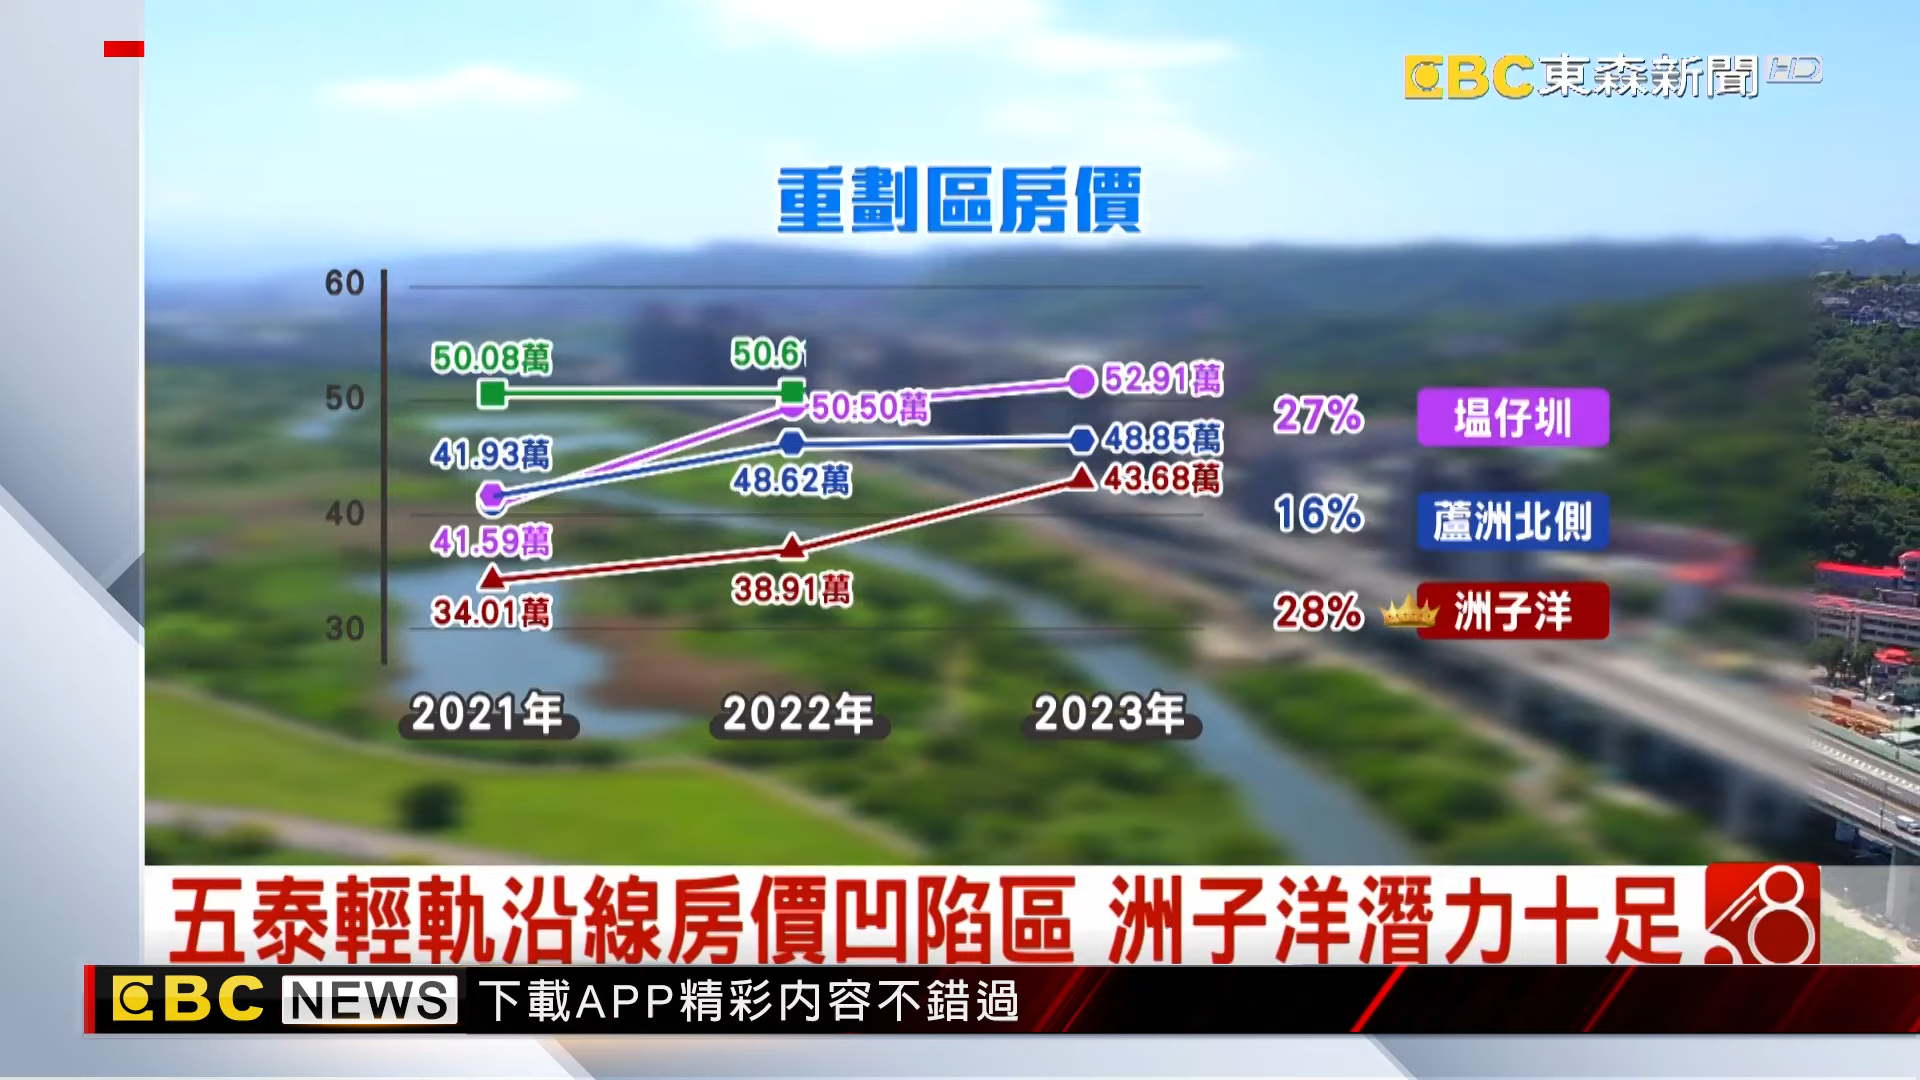 EBC東森新聞 HD
重劃區房價
60
50
40
30
50.08萬
50.6
50.50萬
52.91萬
41.93萬
48.62萬
48.85萬
41.59萬
43.68萬
34.01萬
38.91萬
27% 塭仔圳
16% 蘆洲北側
28% 洲子洋
2021年 2022年 2023年
五泰輕軌沿線房價凹陷區 洲子洋潛力十足
EBC NEWS 下載APP精彩內容不錯過